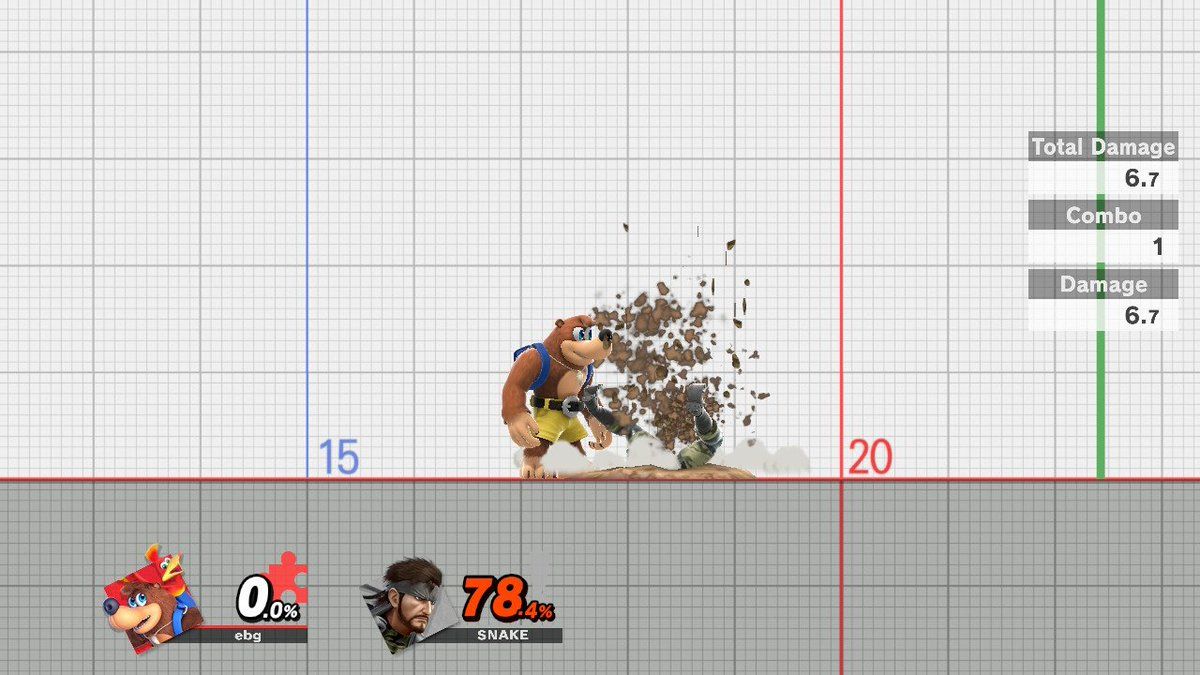 Total Damage
6.7
Combo
1
Damage
6.7
15
20
0.0%
ebg
78.4%
SNAKE